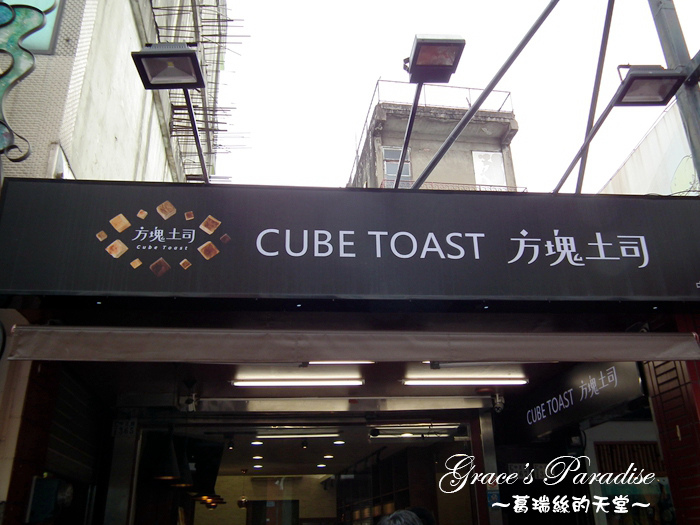 方塊土司
Cube Toast
CUBE TOAST 方塊土司
CUBE TOAST 方塊土司
Grace's Paradise
～葛瑞絲的天堂～